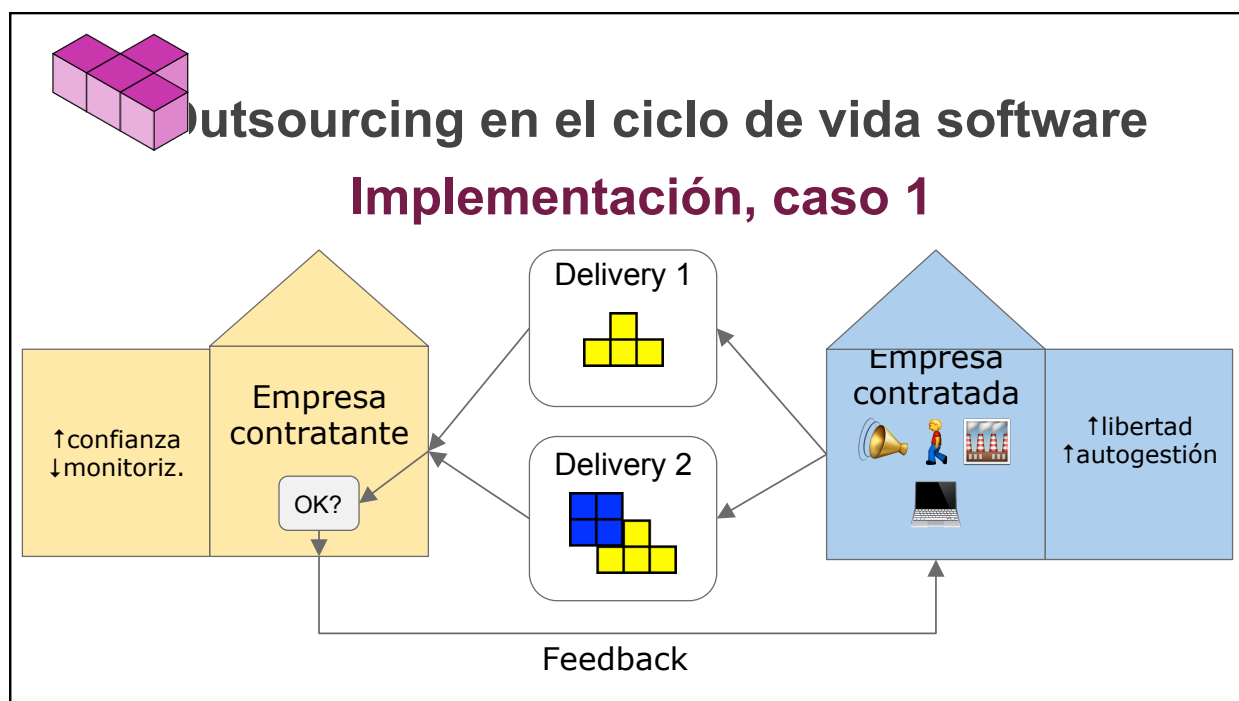 Outsourcing en el ciclo de vida software
Implementación, caso 1
Delivery 1
Empresa
contratante
OK?
↑confianza
↓monitoriz.
Delivery 2
Empresa
contratada
↑libertad
↑autogestión
Feedback